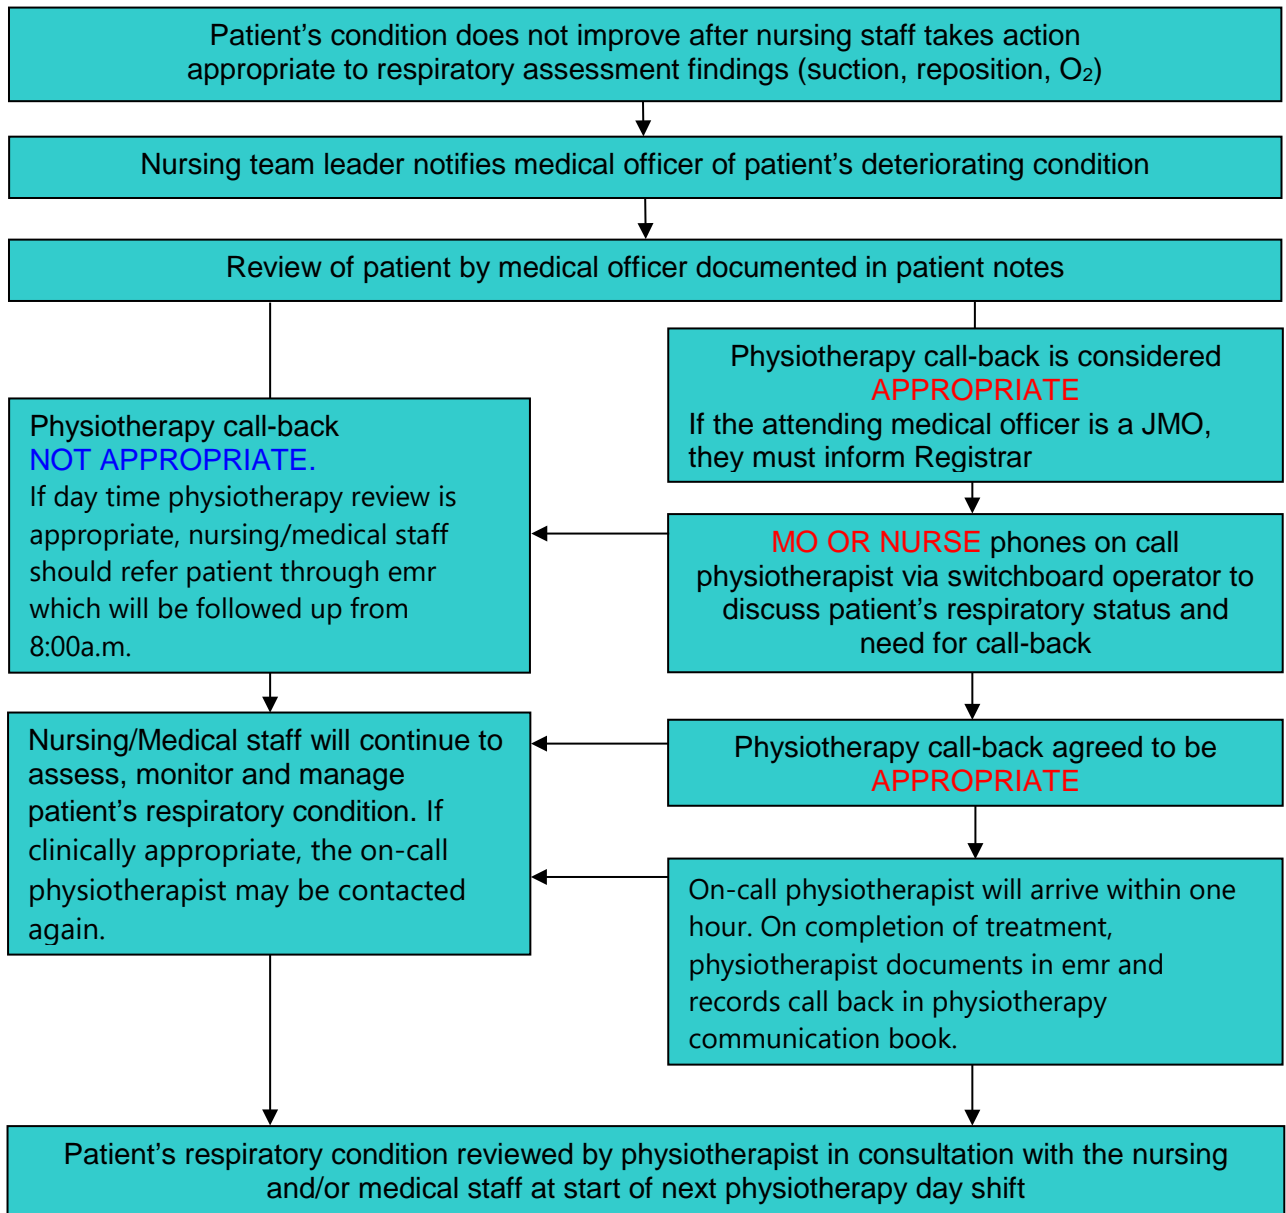 Patient’s condition does not improve after nursing staff takes action
appropriate to respiratory assessment findings (suction, reposition, O₂)
Nursing team leader notifies medical officer of patient’s deteriorating condition
Review of patient by medical officer documented in patient notes
Physiotherapy call-back is considered
APPROPRIATE
If the attending medical officer is a JMO,
they must inform Registrar
Physiotherapy call-back
NOT APPROPRIATE.
If day time physiotherapy review is
appropriate, nursing/medical staff
should refer patient through emr
which will be followed up from
8:00a.m.
MO OR NURSE phones on call
physiotherapist via switchboard operator to
discuss patient’s respiratory status and
need for call-back
Nursing/Medical staff will continue to
assess, monitor and manage
patient’s respiratory condition. If
clinically appropriate, the on-call
physiotherapist may be contacted
again.
Physiotherapy call-back agreed to be
APPROPRIATE
On-call physiotherapist will arrive within one
hour. On completion of treatment,
physiotherapist documents in emr and
records call back in physiotherapy
communication book.
Patient’s respiratory condition reviewed by physiotherapist in consultation with the nursing
and/or medical staff at start of next physiotherapy day shift